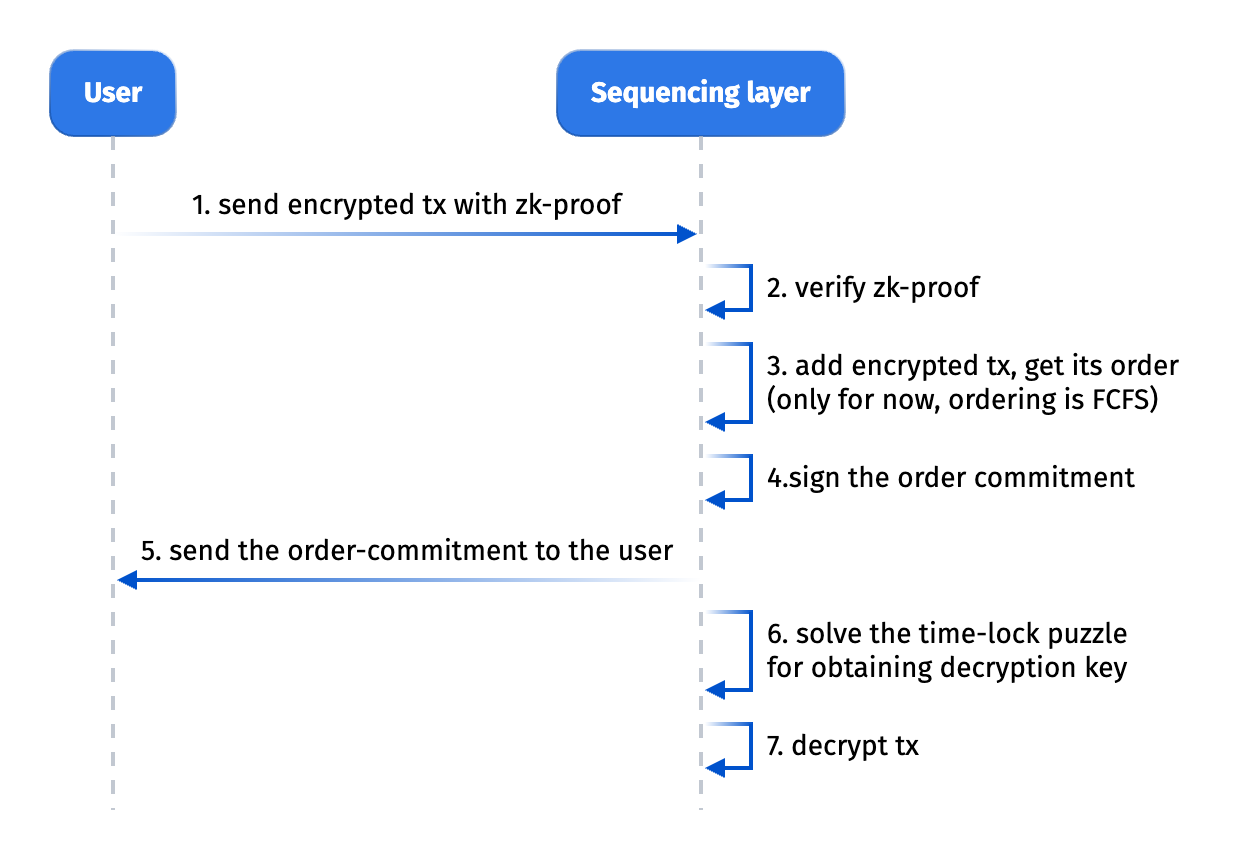 User
Sequencing layer
1. send encrypted tx with zk-proof
2. verify zk-proof
3. add encrypted tx, get its order
(only for now, ordering is FCFS)
4.sign the order commitment
5. send the order-commitment to the user
6. solve the time-lock puzzle
for obtaining decryption key
7. decrypt tx